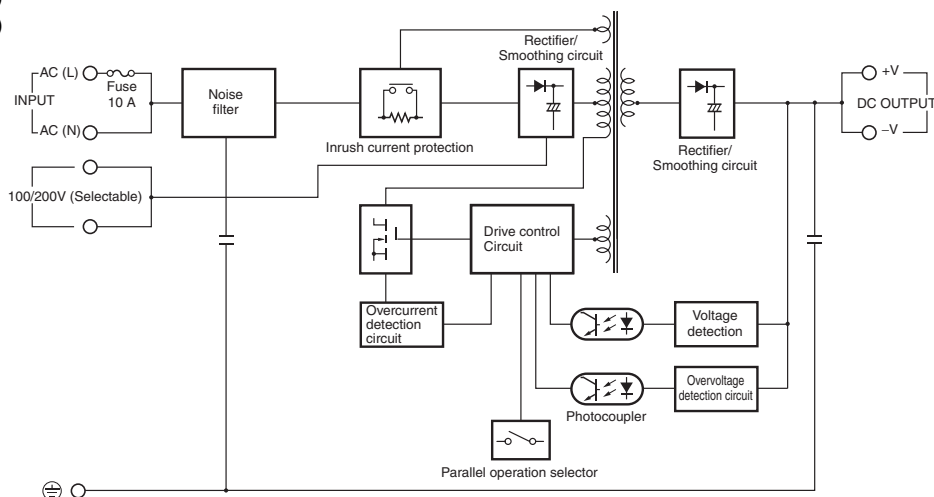 Rectifier/
Smoothing circuit
AC (L)
Fuse
10 A
INPUT
AC (N)
Noise
filter
Inrush current protection
+V
DC OUTPUT
–V
Rectifier/
Smoothing circuit
100/200V (Selectable)
Drive control
Circuit
Overcurrent
detection
circuit
Voltage
detection
Overvoltage
detection circuit
Photocoupler
Parallel operation selector